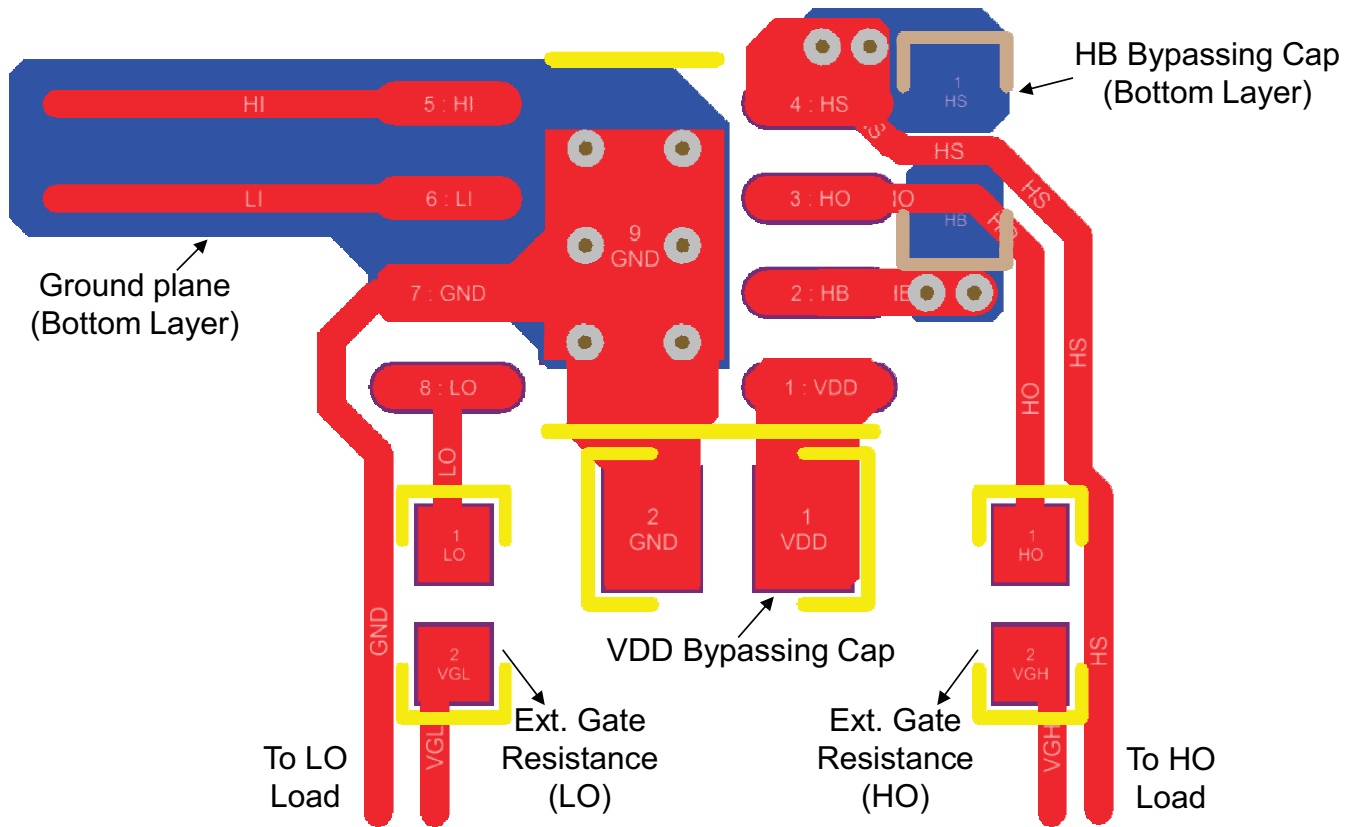 HI
5 : HI
4 : HS
1
HS
HB Bypassing Cap
(Bottom Layer)
HS
HS
HS
LI
6 : LI
9
GND
3 : HO
HB
Ground plane
(Bottom Layer)
7 : GND
2 : HB
HS
8 : LO
1 : VDD
HO
LO
2
GND
1
VDD
1
LO
1
HO
GND
2
VGL
VDD Bypassing Cap
2
VGH
HS
Ext. Gate
Resistance
(LO)
Ext. Gate
Resistance
(HO)
VGL
VGH
To LO
Load
To HO
Load